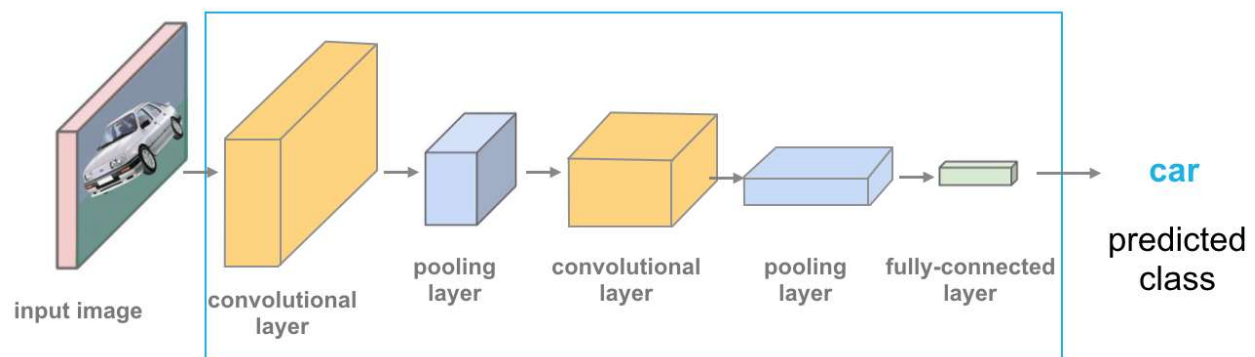 input image
convolutional
layer
pooling
layer
convolutional
layer
pooling
layer
fully-connected
layer
car
predicted
class